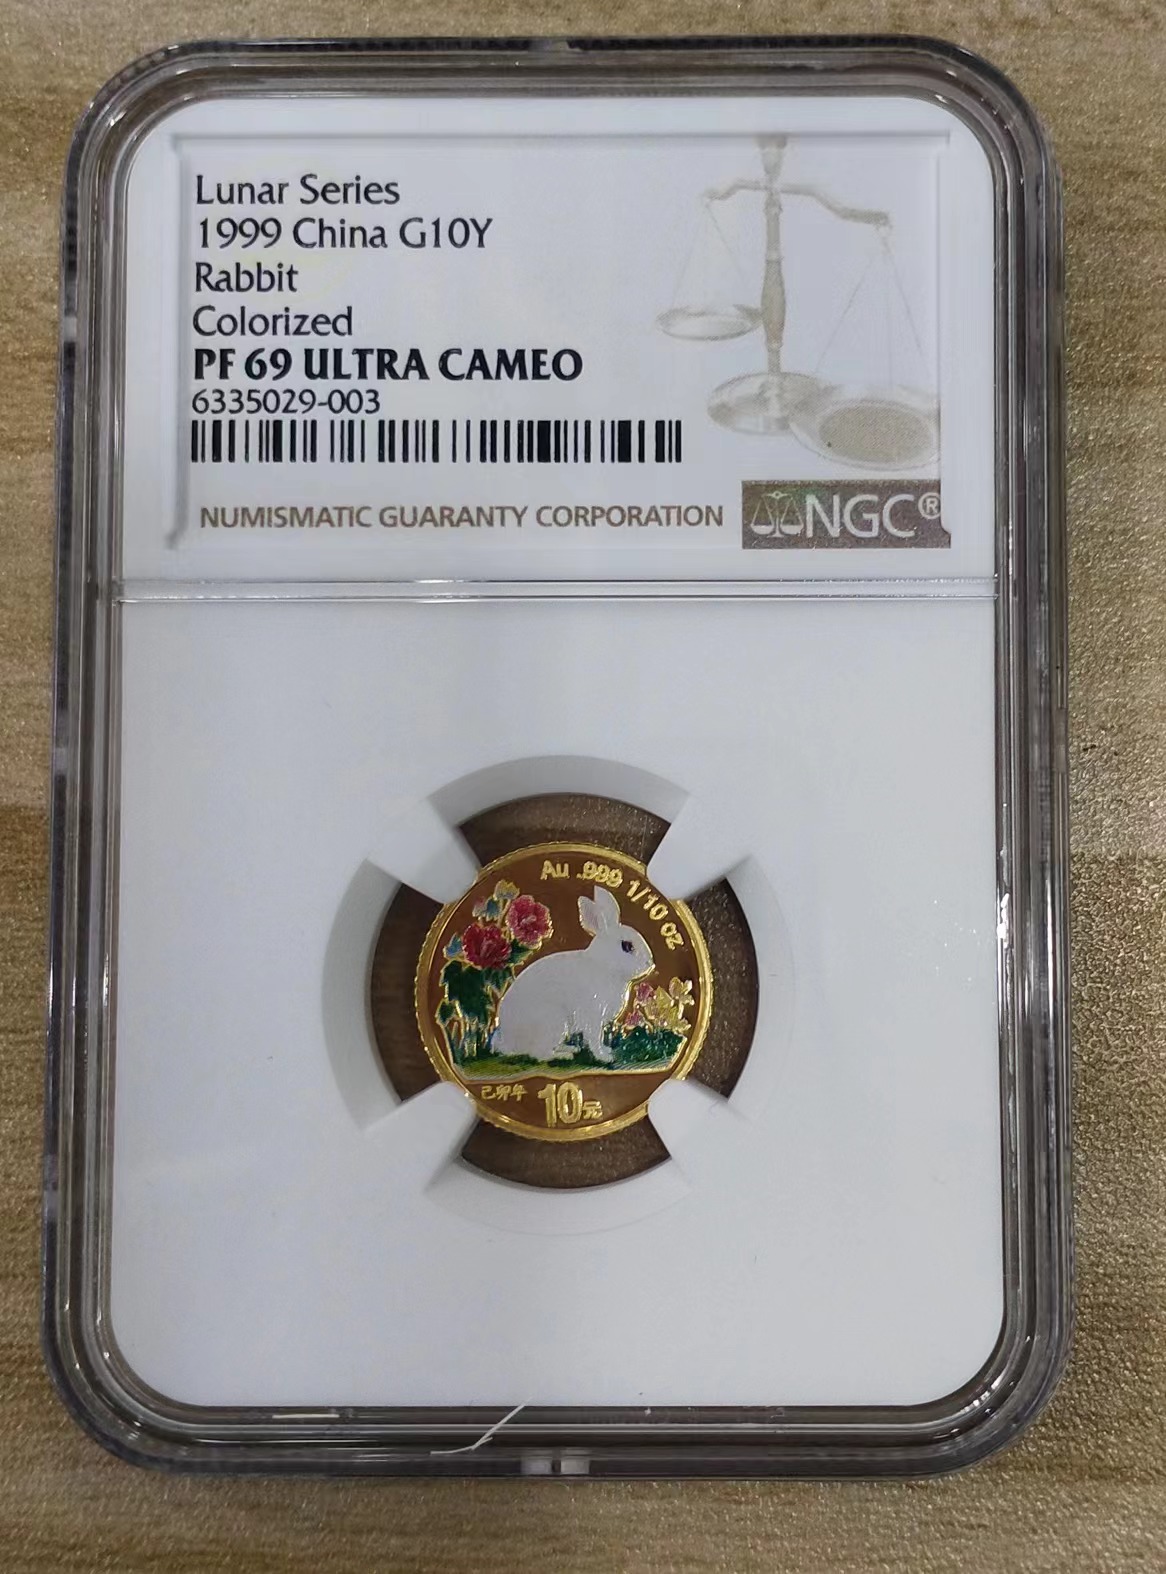 Lunar Series
1999 China G10Y
Rabbit
Colorized
PF 69 ULTRA CAMEO
6335029-003
NUMISMATIC GUARANTY CORPORATION
NGC®
Au .999 1/10 oz
己卯年 10元